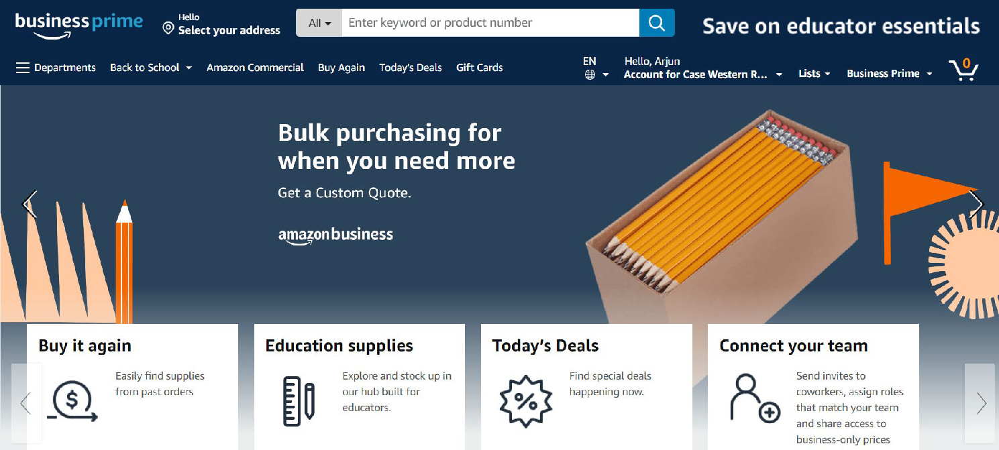 business prime
Hello
Select your address
All
Enter keyword or product number
Save on educator essentials
Departments
Back to School
Amazon Commercial
Buy Again
Today's Deals
Gift Cards
EN
Hello, Arjun
Account for Case Western R...
Lists
Business Prime
0
Bulk purchasing for
when you need more
Get a Custom Quote.
amazon business
Buy it again
Easily find supplies
from past orders
Education supplies
Explore and stock up in
our hub built for
educators.
Today's Deals
Find special deals
happening now.
Connect your team
Send invites to
coworkers, assign roles
that match your team
and share access to
business-only prices